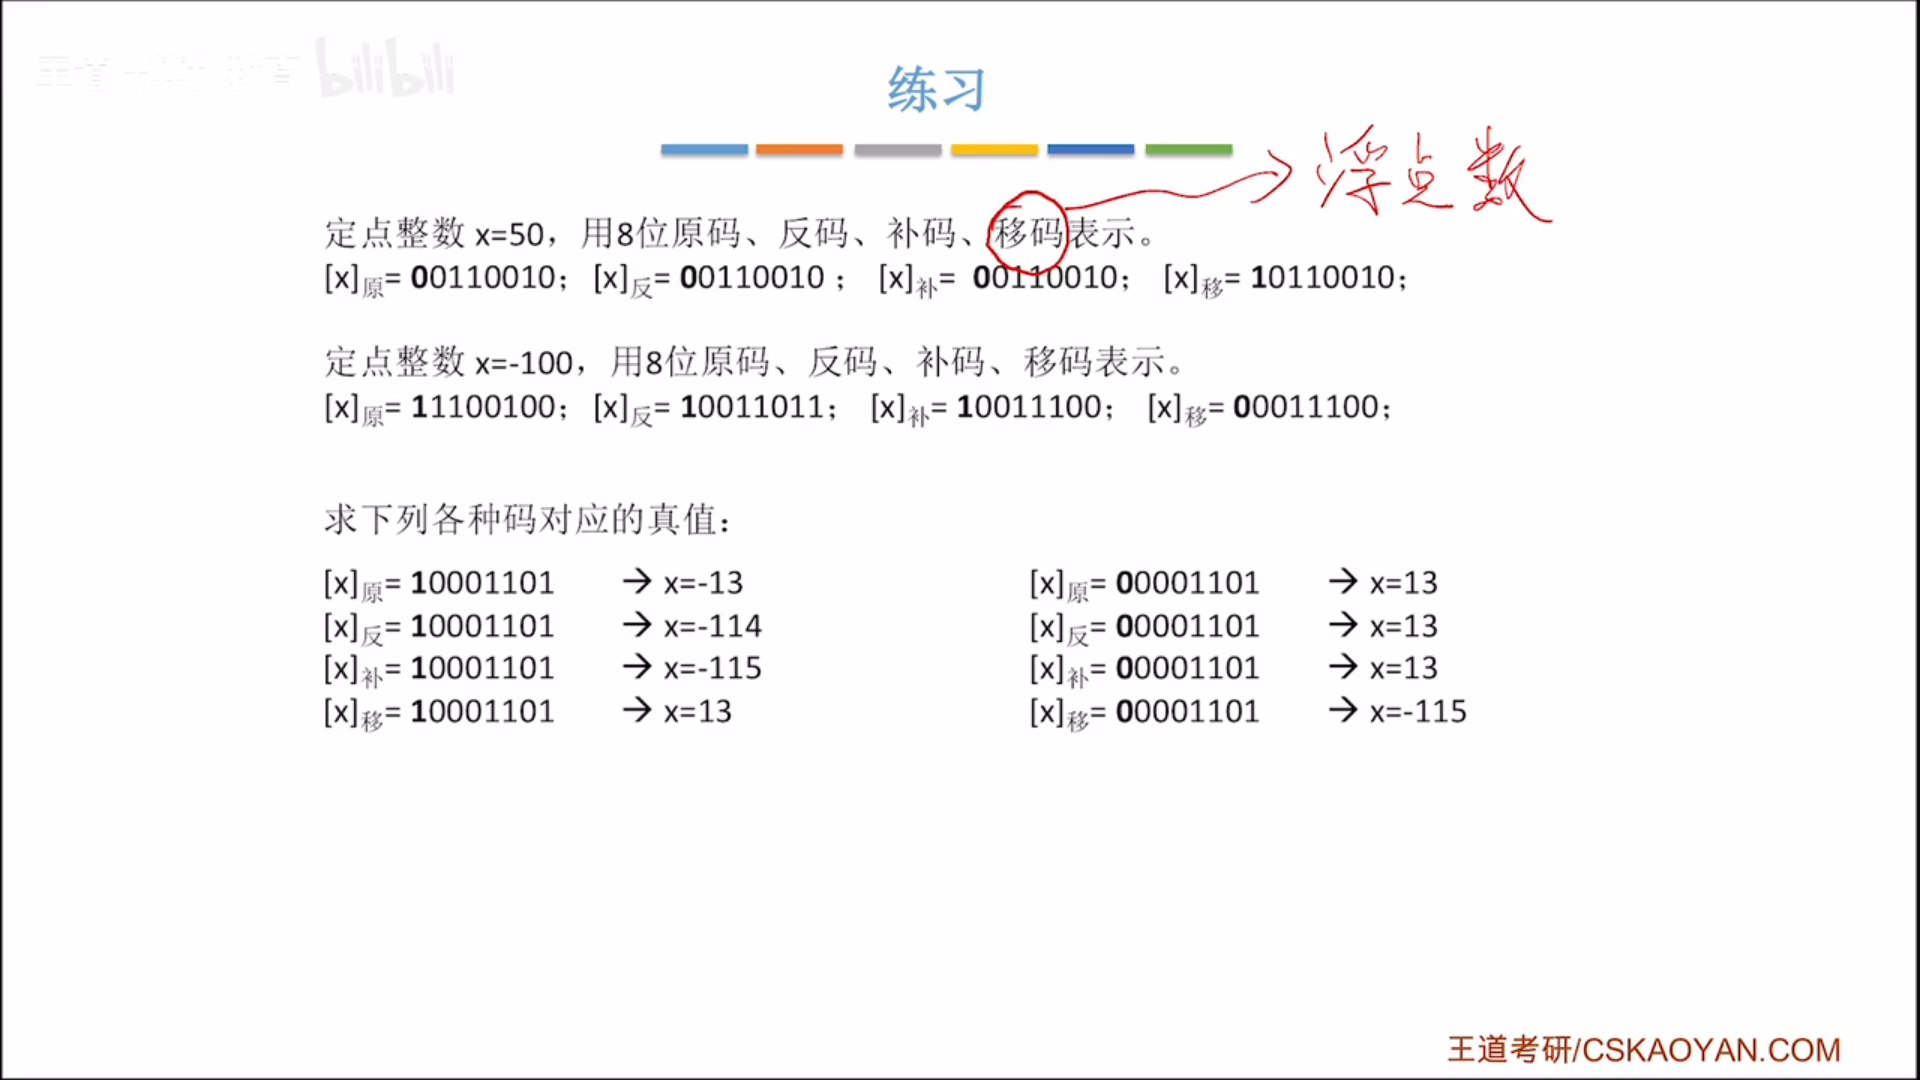 bilibili
练习
浮点数
定点整数 x=50，用8位原码、反码、补码、移码表示。
[x]原= 00110010；[x]反= 00110010 ； [x]补= 00110010； [x]移= 10110010；
定点整数 x=-100，用8位原码、反码、补码、移码表示。
[x]原= 11100100；[x]反= 10011011； [x]补= 10011100； [x]移= 00011100；
求下列各种码对应的真值：
[x]原= 10001101 → x=-13 [x]原= 00001101 → x=13
[x]反= 10001101 → x=-114 [x]反= 00001101 → x=13
[x]补= 10001101 → x=-115 [x]补= 00001101 → x=13
[x]移= 10001101 → x=13 [x]移= 00001101 → x=-115
王道考研/CSKAOYAN.COM